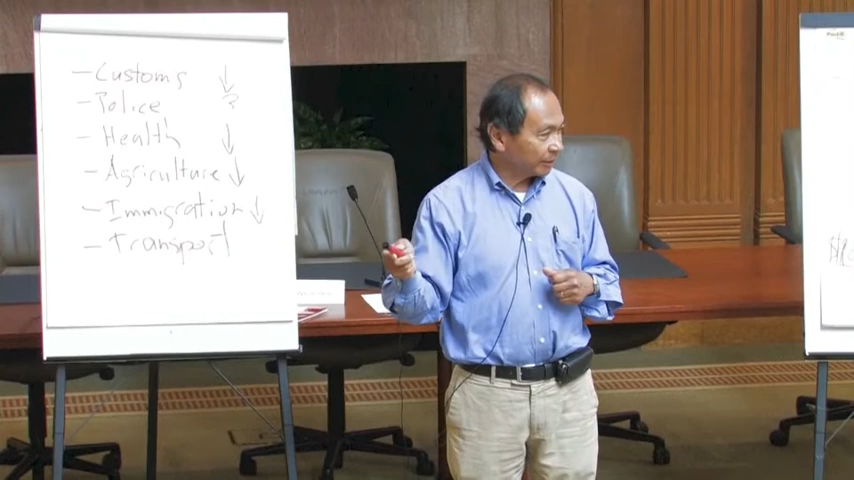 - Customs ↓
- Police ?
- Health ↓
- Agriculture ↓
- Immigration ↓
- Transport